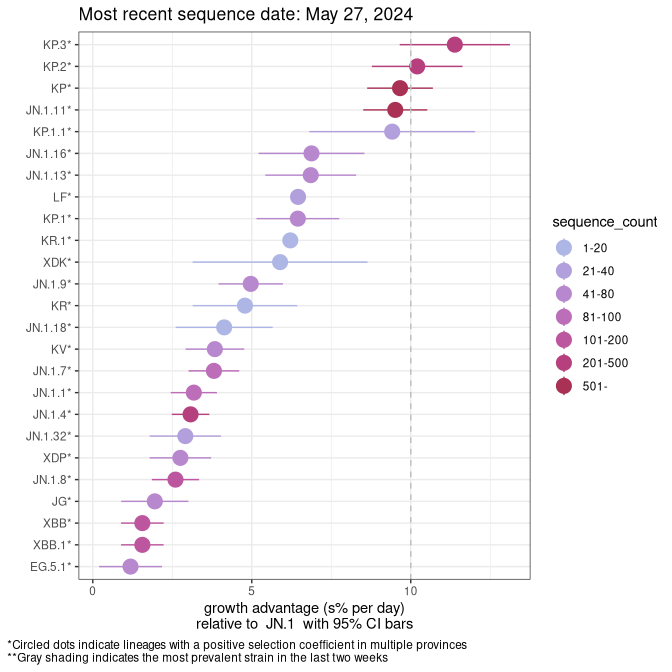 Most recent sequence date: May 27, 2024
KP.3*
KP.2*
KP*
JN.1.11*
KP.1.1*
JN.1.16*
JN.1.13*
LF*
KP.1*
KR.1*
XDK*
JN.1.9*
KR*
JN.1.18*
KV*
JN.1.7*
JN.1.1*
JN.1.4*
JN.1.32*
XDP*
JN.1.8*
JG*
XBB*
XBB.1*
EG.5.1*
0 5 10
growth advantage (s% per day)
relative to JN.1 with 95% CI bars
sequence_count
1-20
21-40
41-80
81-100
101-200
201-500
501-
*Circled dots indicate lineages with a positive selection coefficient in multiple provinces
**Gray shading indicates the most prevalent strain in the last two weeks